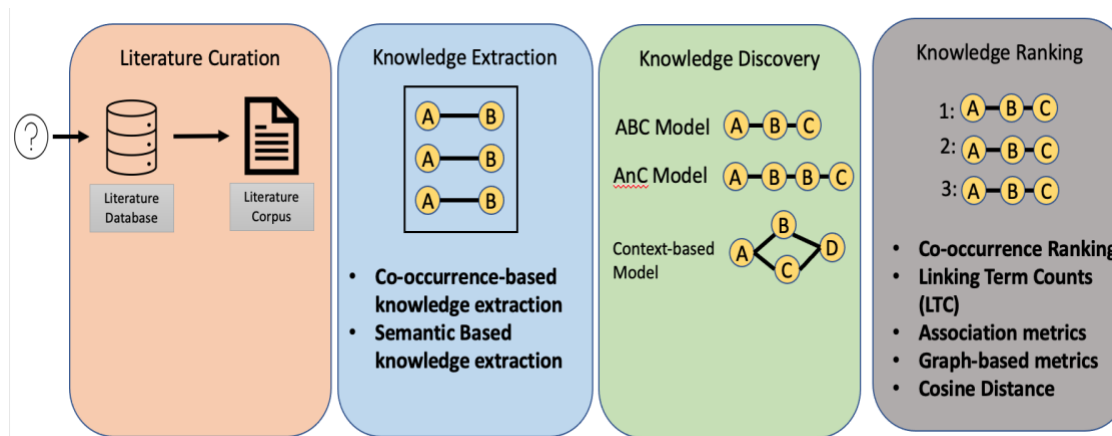 Literature Curation
?
Literature
Database
Literature
Corpus
Knowledge Extraction
A B
A B
A B
• Co-occurrence-based
knowledge extraction
• Semantic Based
knowledge extraction
Knowledge Discovery
ABC Model A B C
AnC Model A B B C
Context-based
Model
A B C D
Knowledge Ranking
1: A B C
2: A B C
3: A B C
• Co-occurrence Ranking
• Linking Term Counts
(LTC)
• Association metrics
• Graph-based metrics
• Cosine Distance